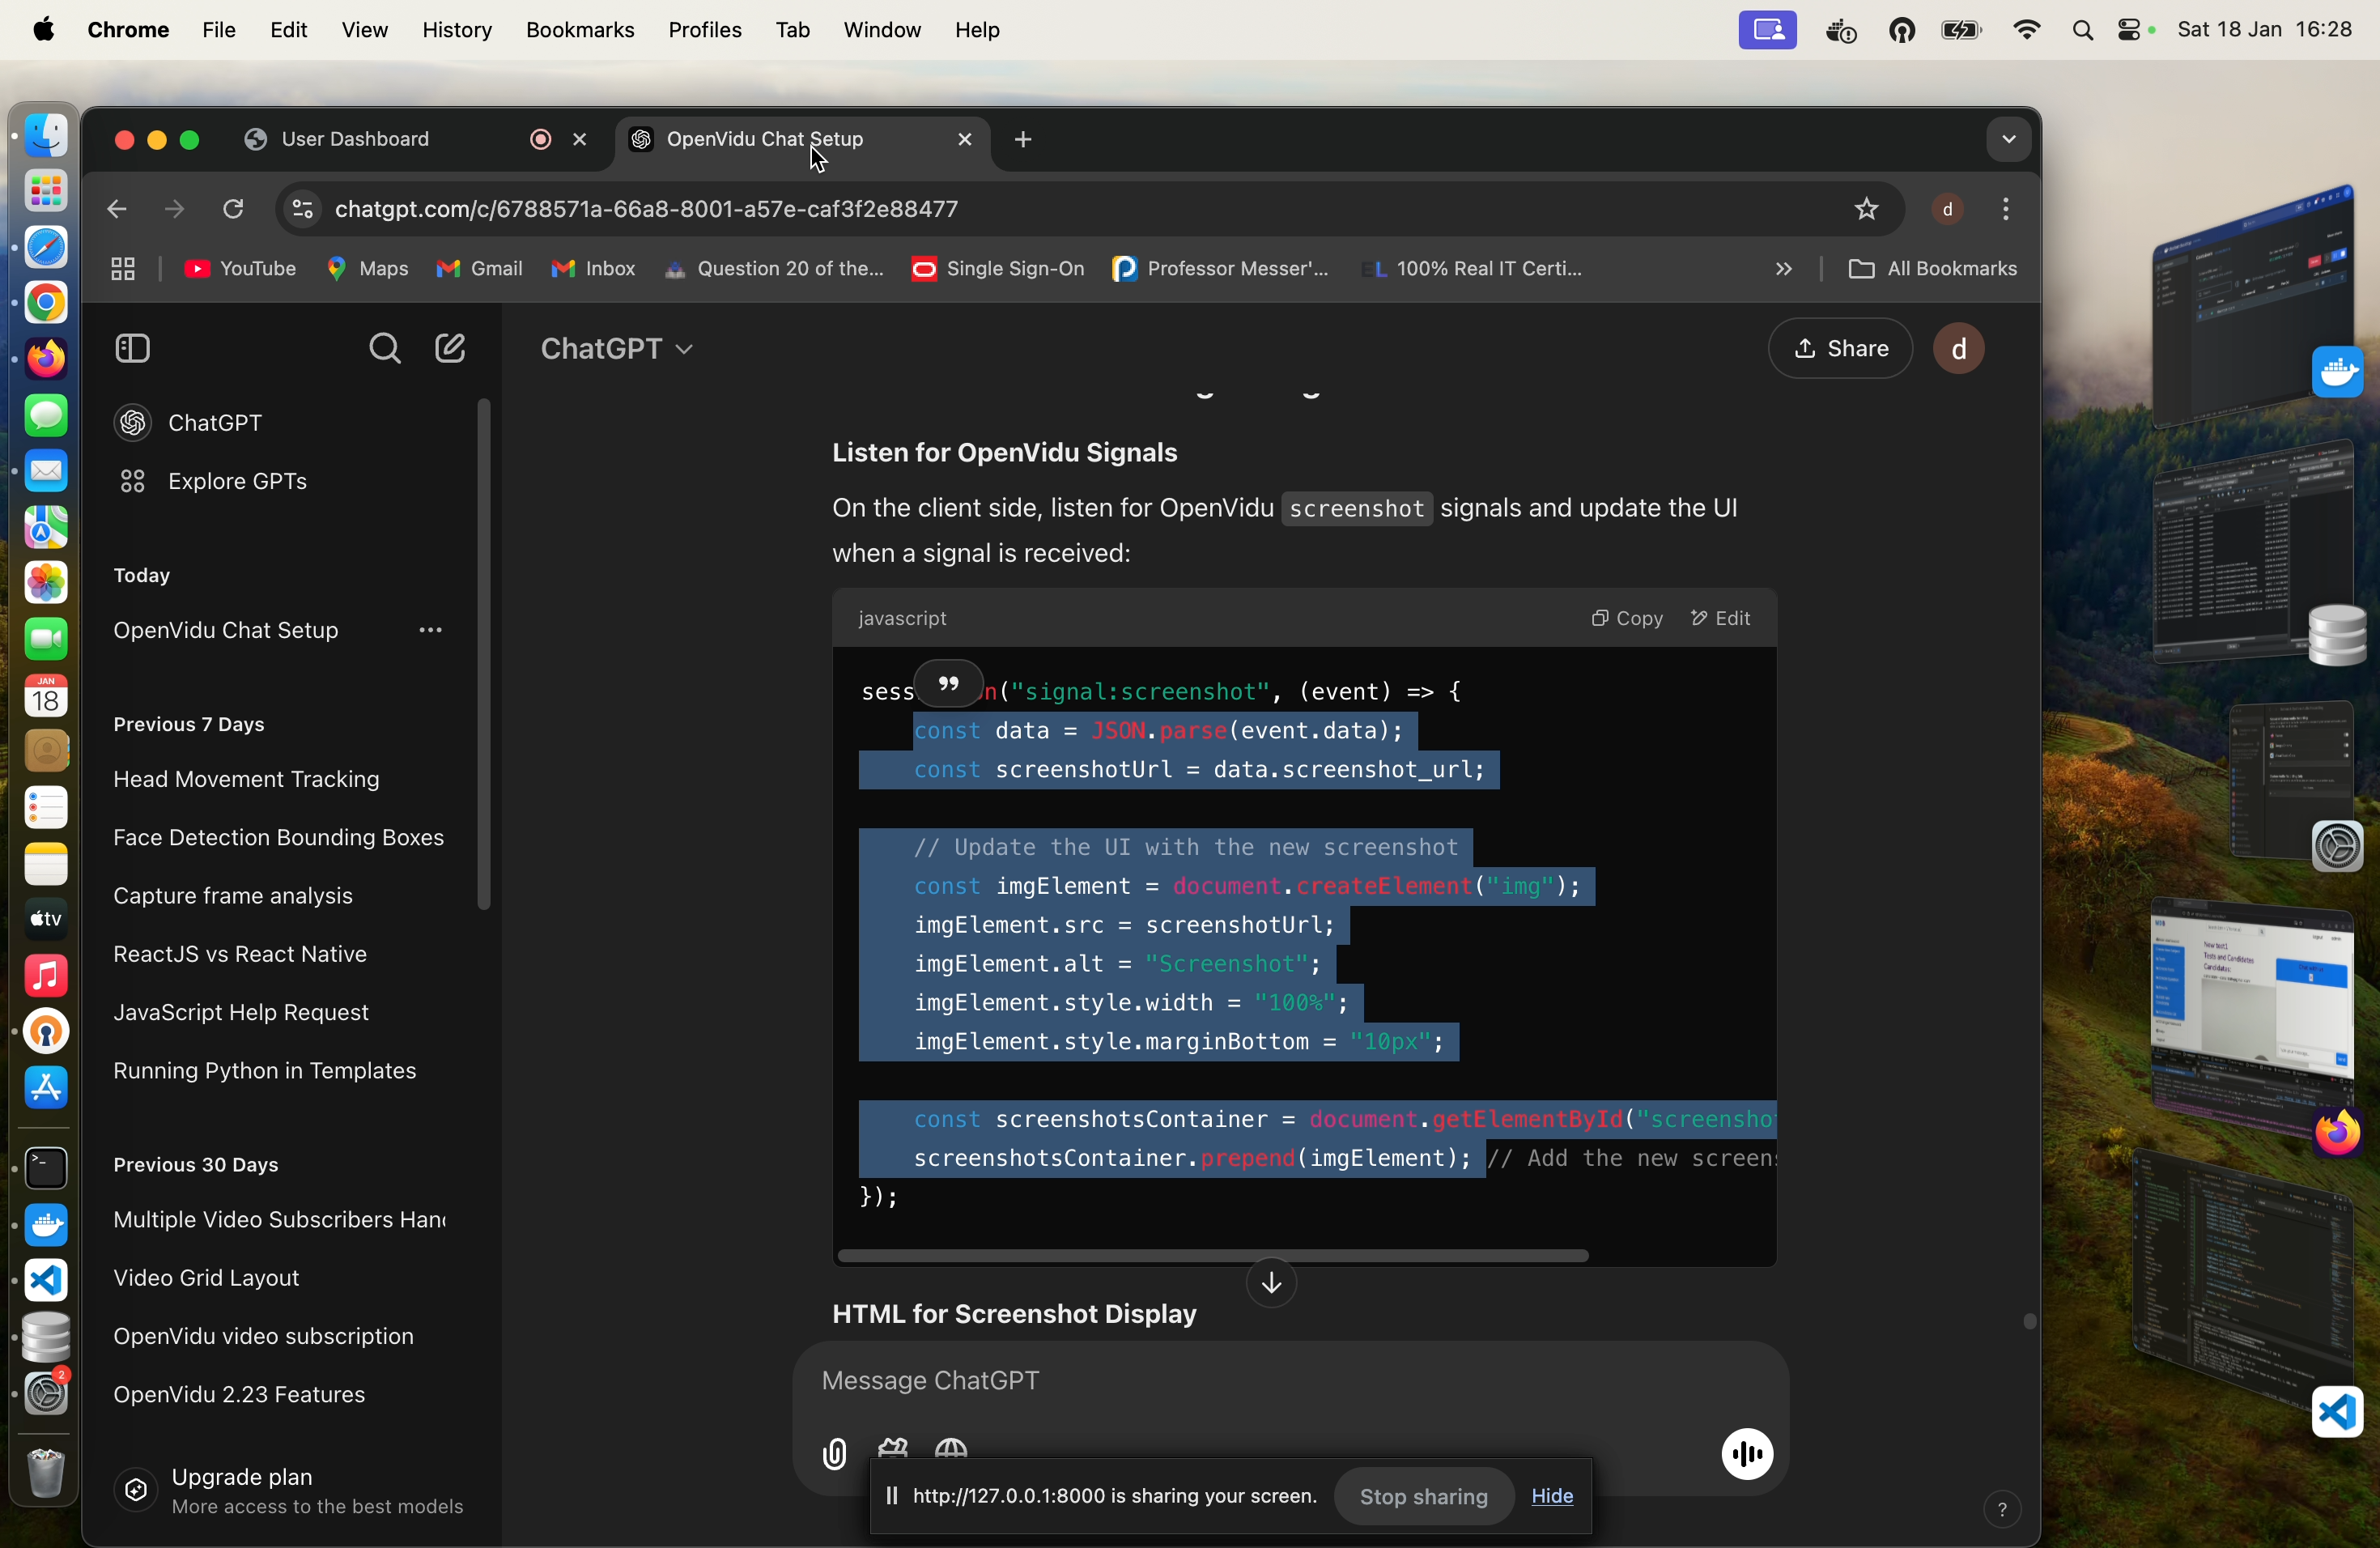 Chrome File Edit View History Bookmarks Profiles Tab Window Help
Sat 18 Jan 16:28
User Dashboard
OpenVidu Chat Setup
chatgpt.com/c/6788571a-66a8-8001-a57e-caf3f2e88477
d
YouTube Maps Gmail Inbox Question 20 of the... Single Sign-On Professor Messer'... EL 100% Real IT Certi... All Bookmarks
ChatGPT
Explore GPTs
Today
OpenVidu Chat Setup
Previous 7 Days
Head Movement Tracking
Face Detection Bounding Boxes
Capture frame analysis
ReactJS vs React Native
JavaScript Help Request
Running Python in Templates
Previous 30 Days
Multiple Video Subscribers Han
Video Grid Layout
OpenVidu video subscription
OpenVidu 2.23 Features
Upgrade plan
More access to the best models
ChatGPT
Share
d
Listen for OpenVidu Signals
On the client side, listen for OpenVidu screenshot signals and update the UI
when a signal is received:
javascript
Copy Edit
sess n("signal:screenshot", (event) => {
const data = JSON.parse(event.data);
const screenshotUrl = data.screenshot_url;
// Update the UI with the new screenshot
const imgElement = document.createElement("img");
imgElement.src = screenshotUrl;
imgElement.alt = "Screenshot";
imgElement.style.width = "100%";
imgElement.style.marginBottom = "10px";
const screenshotsContainer = document.getElementById("screensho
screenshotsContainer.prepend(imgElement); // Add the new screens
});
HTML for Screenshot Display
Message ChatGPT
http://127.0.0.1:8000 is sharing your screen.
Stop sharing
Hide
?
JAN
18
tv
2